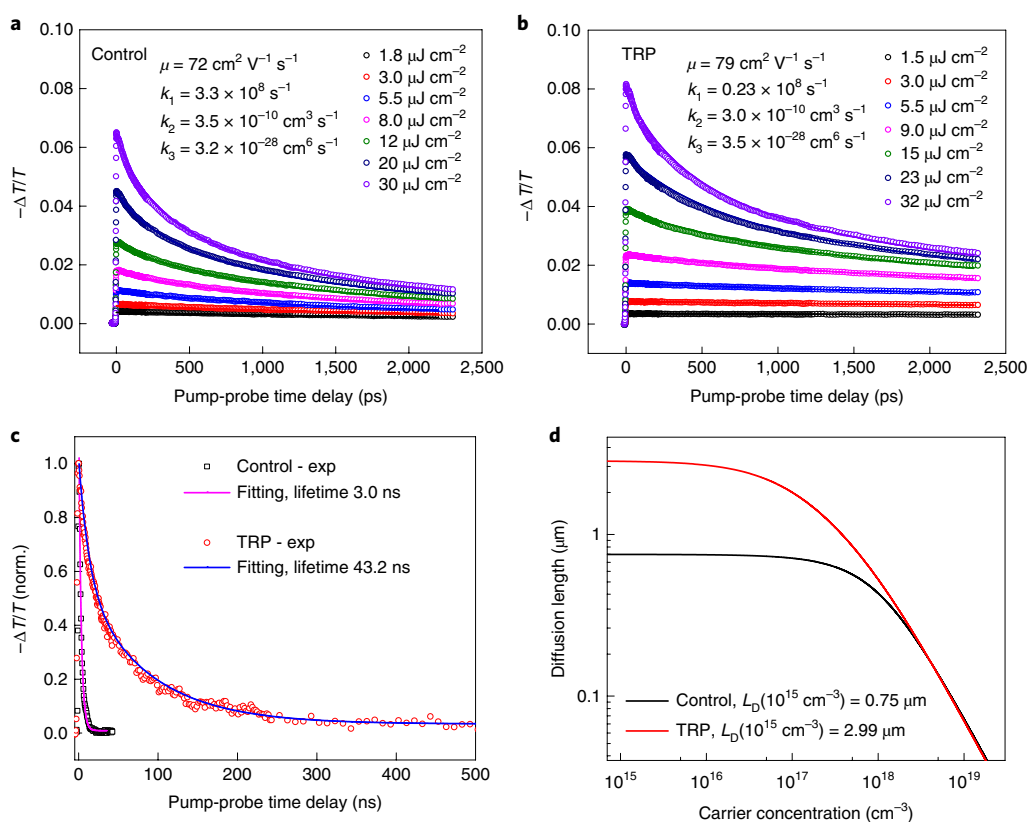 a
Control
μ = 72 cm² V⁻¹ s⁻¹
k₁ = 3.3 × 10⁸ s⁻¹
k₂ = 3.5 × 10⁻¹⁰ cm³ s⁻¹
k₃ = 3.2 × 10⁻²⁸ cm⁶ s⁻¹
1.8 μJ cm⁻²
3.0 μJ cm⁻²
5.5 μJ cm⁻²
8.0 μJ cm⁻²
12 μJ cm⁻²
20 μJ cm⁻²
30 μJ cm⁻²
−ΔT/T
0.10
0.08
0.06
0.04
0.02
0.00
0 500 1,000 1,500 2,000 2,500
Pump-probe time delay (ps)
b
TRP
μ = 79 cm² V⁻¹ s⁻¹
k₁ = 0.23 × 10⁸ s⁻¹
k₂ = 3.0 × 10⁻¹⁰ cm³ s⁻¹
k₃ = 3.5 × 10⁻²⁸ cm⁶ s⁻¹
1.5 μJ cm⁻²
3.0 μJ cm⁻²
5.5 μJ cm⁻²
9.0 μJ cm⁻²
15 μJ cm⁻²
23 μJ cm⁻²
32 μJ cm⁻²
−ΔT/T
0.10
0.08
0.06
0.04
0.02
0.00
0 500 1,000 1,500 2,000 2,500
Pump-probe time delay (ps)
c
Control - exp
Fitting, lifetime 3.0 ns
TRP - exp
Fitting, lifetime 43.2 ns
−ΔT/T (norm.)
1.0
0.8
0.6
0.4
0.2
0.0
0 100 200 300 400 500
Pump-probe time delay (ns)
d
Diffusion length (μm)
1
0.1
Control, L_D(10¹⁵ cm⁻³) = 0.75 μm
TRP, L_D(10¹⁵ cm⁻³) = 2.99 μm
10¹⁵ 10¹⁶ 10¹⁷ 10¹⁸ 10¹⁹
Carrier concentration (cm⁻³)